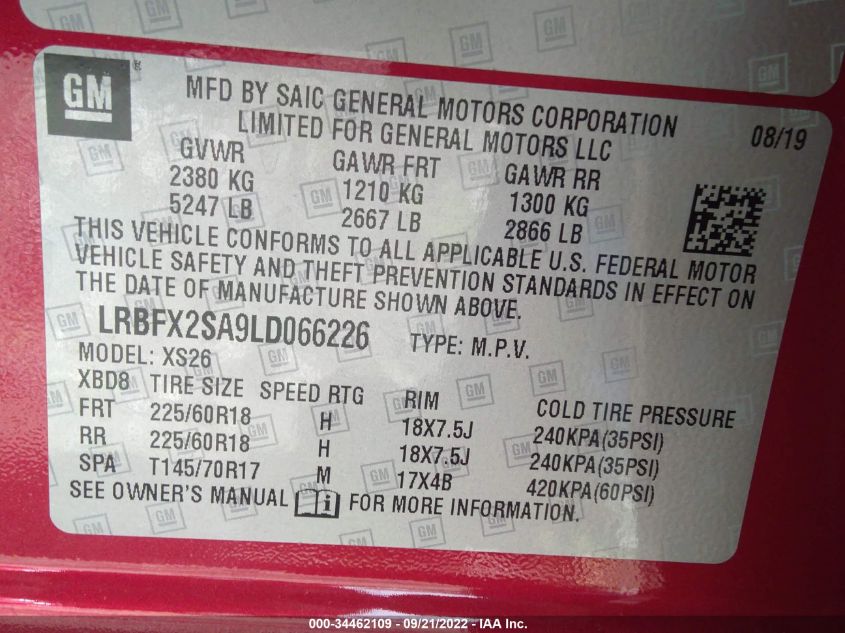 GM
MFD BY SAIC GENERAL MOTORS CORPORATION
LIMITED FOR GENERAL MOTORS LLC
08/19
GVWR GAWR FRT GAWR RR
2380 KG 1210 KG 1300 KG
5247 LB 2667 LB 2866 LB
THIS VEHICLE CONFORMS TO ALL APPLICABLE U.S. FEDERAL MOTOR
VEHICLE SAFETY AND THEFT PREVENTION STANDARDS IN EFFECT ON
THE DATE OF MANUFACTURE SHOWN ABOVE.
LRBFX2SA9LD066226 TYPE: M.P.V.
MODEL: XS26
XBD8 TIRE SIZE SPEED RTG RIM COLD TIRE PRESSURE
FRT 225/60R18 H 18X7.5J 240KPA(35PSI)
RR 225/60R18 H 18X7.5J 240KPA(35PSI)
SPA T145/70R17 M 17X4B 420KPA(60PSI)
SEE OWNER'S MANUAL FOR MORE INFORMATION.
000-34462109 - 09/21/2022 - IAA Inc.